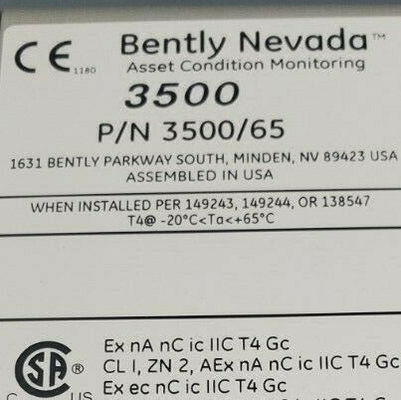 CE 1180
Bently Nevada™
Asset Condition Monitoring
3500
P/N 3500/65
1631 BENTLY PARKWAY SOUTH, MINDEN, NV 89423 USA
ASSEMBLED IN USA
WHEN INSTALLED PER 149243, 149244, OR 138547
T4@ -20°C<Ta<+65°C
Ex nA nC ic IIC T4 Gc
CL I, ZN 2, AEx nA nC ic IIC T4 Gc
Ex ec nC ic IIC T4 Gc
SA ®
C US